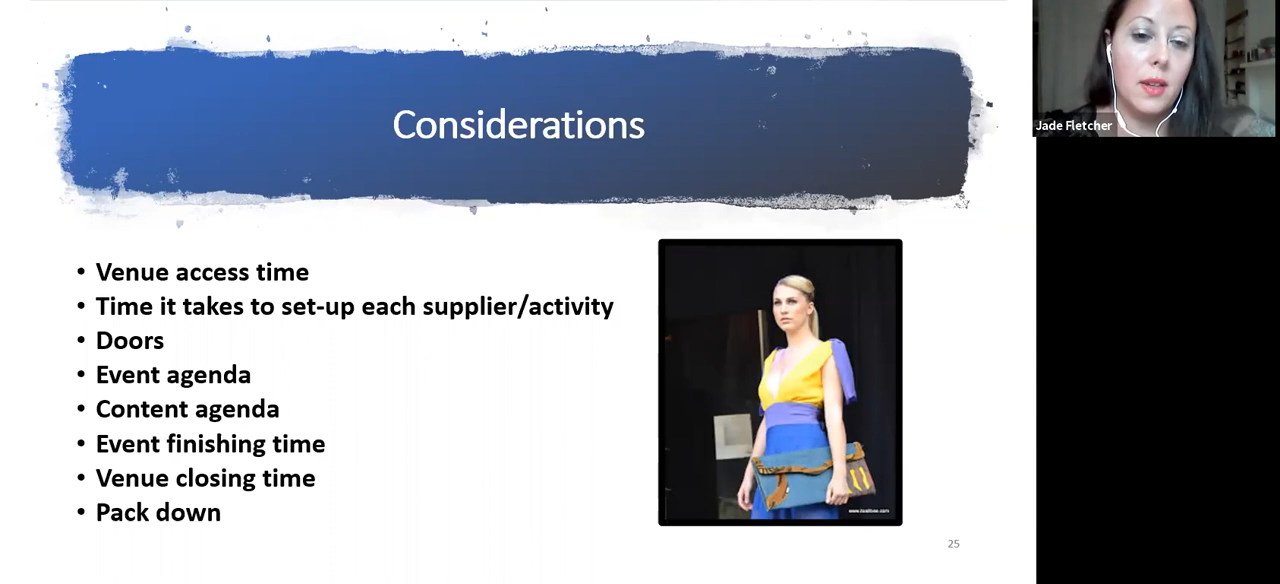 Considerations
Jade Fletcher
• Venue access time
• Time it takes to set-up each supplier/activity
• Doors
• Event agenda
• Content agenda
• Event finishing time
• Venue closing time
• Pack down
25